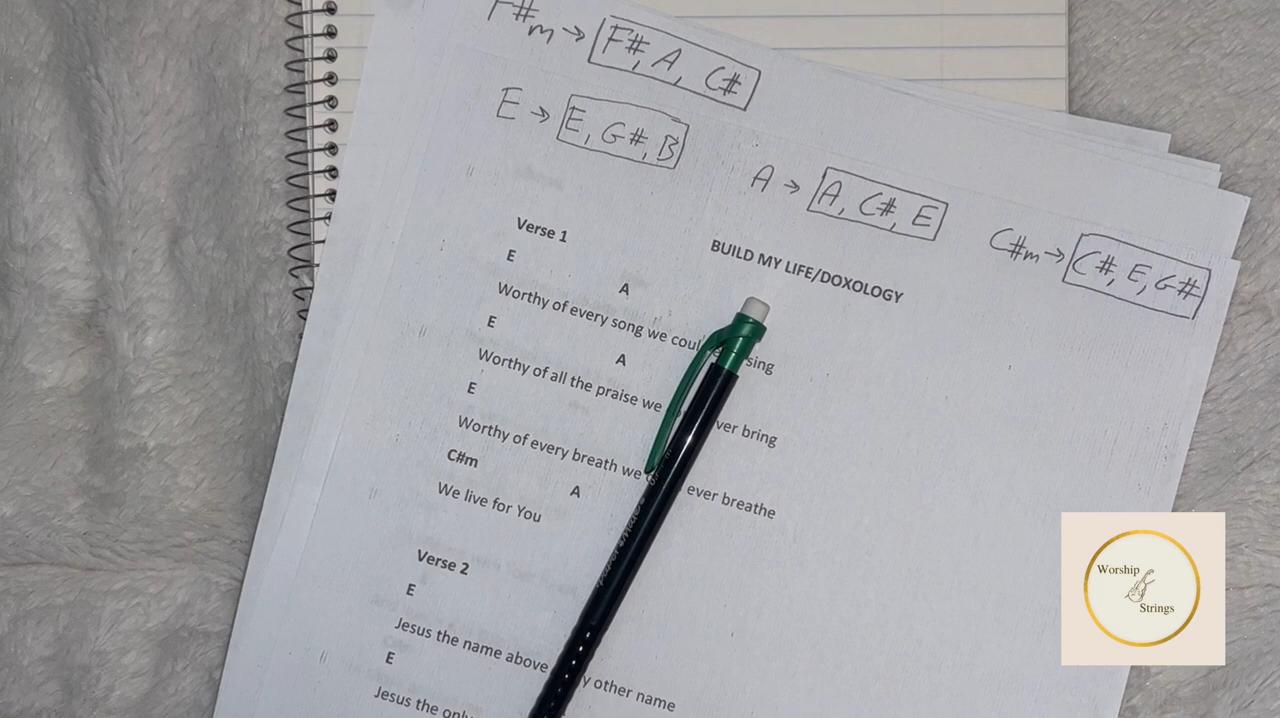 F#m → F#, A, C#
E → E, G#, B
A → A, C#, E
C#m → C#, E, G#
BUILD MY LIFE/DOXOLOGY
Verse 1
E A
Worthy of every song we could sing
E A
Worthy of all the praise we ver bring
E
Worthy of every breath we ever breathe
C#m A
We live for You
Verse 2
E
Jesus the name above y other name
E
Jesus the only
Worship
Strings